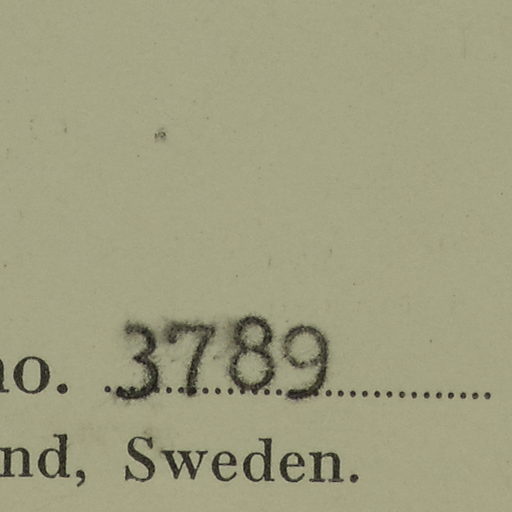 no. 3789
nd, Sweden.